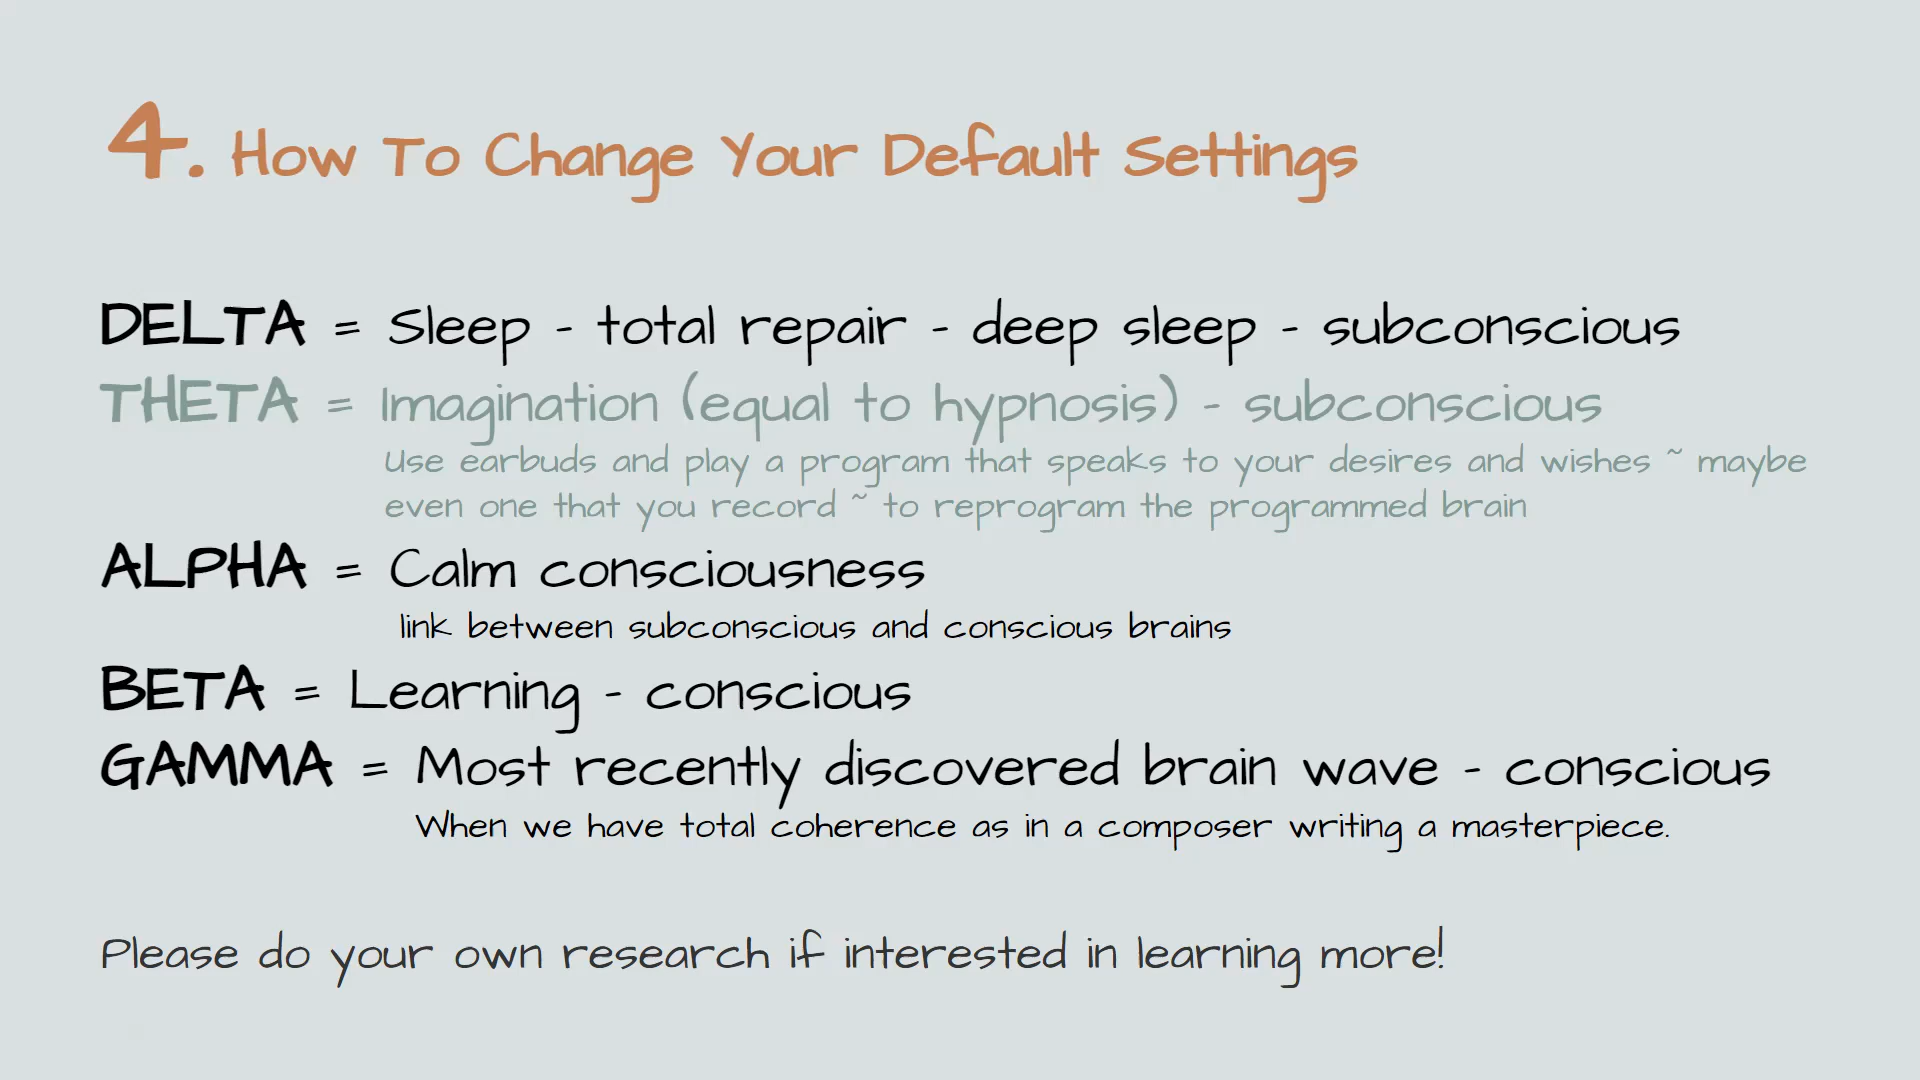 4. How To Change Your Default Settings
DELTA = Sleep - total repair - deep sleep - subconscious
THETA = Imagination (equal to hypnosis) - subconscious
Use earbuds and play a program that speaks to your desires and wishes ~ maybe
even one that you record ~ to reprogram the programmed brain
ALPHA = Calm consciousness
link between subconscious and conscious brains
BETA = Learning - conscious
GAMMA = Most recently discovered brain wave - conscious
When we have total coherence as in a composer writing a masterpiece.
Please do your own research if interested in learning more!